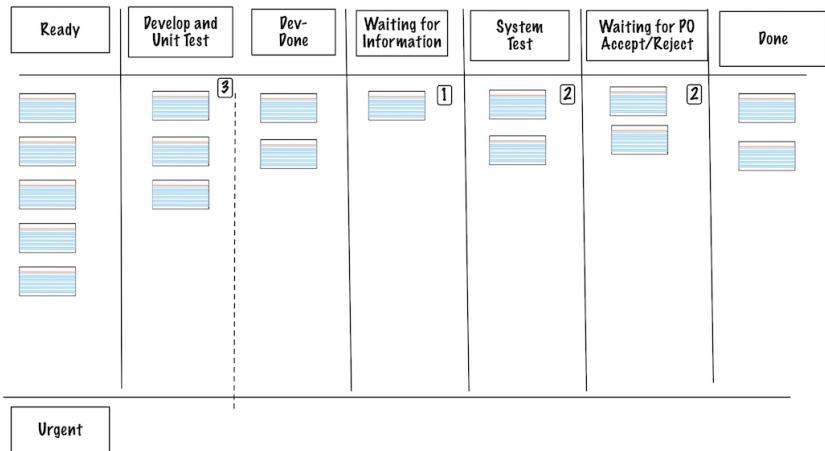 Ready
Develop and
Unit Test
Dev-
Done
Waiting for
Information
System
Test
Waiting for PO
Accept/Reject
Done
3
1
2
2
Urgent